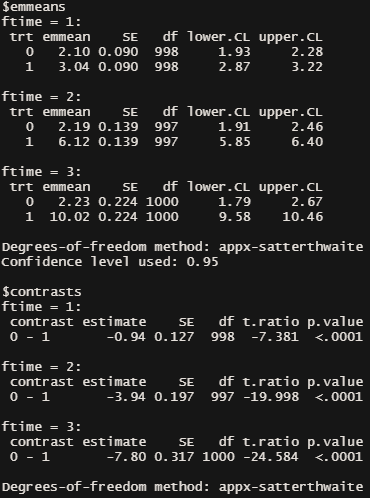 $emmeans
ftime = 1:
 trt emmean    SE   df lower.CL upper.CL
   0   2.10 0.090  998     1.93     2.28
   1   3.04 0.090  998     2.87     3.22

ftime = 2:
 trt emmean    SE   df lower.CL upper.CL
   0   2.19 0.139  997     1.91     2.46
   1   6.12 0.139  997     5.85     6.40

ftime = 3:
 trt emmean    SE   df lower.CL upper.CL
   0   2.23 0.224 1000     1.79     2.67
   1  10.02 0.224 1000     9.58    10.46

Degrees-of-freedom method: appx-satterthwaite
Confidence level used: 0.95

$contrasts
ftime = 1:
 contrast estimate    SE   df t.ratio p.value
 0 - 1       -0.94 0.127  998  -7.381  <.0001

ftime = 2:
 contrast estimate    SE   df t.ratio p.value
 0 - 1       -3.94 0.197  997 -19.998  <.0001

ftime = 3:
 contrast estimate    SE   df t.ratio p.value
 0 - 1       -7.80 0.317 1000 -24.584  <.0001

Degrees-of-freedom method: appx-satterthwaite